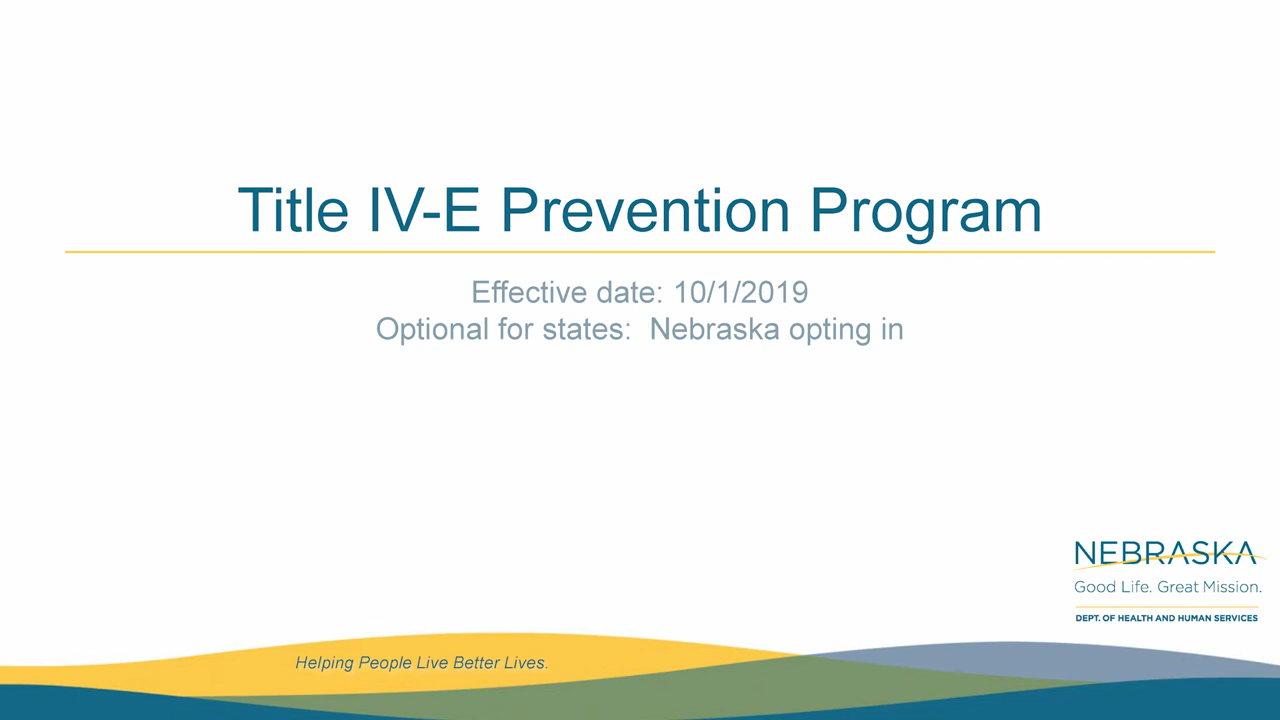 Title IV-E Prevention Program
Effective date: 10/1/2019
Optional for states:  Nebraska opting in
NEBRASKA
Good Life. Great Mission.
DEPT. OF HEALTH AND HUMAN SERVICES
Helping People Live Better Lives.